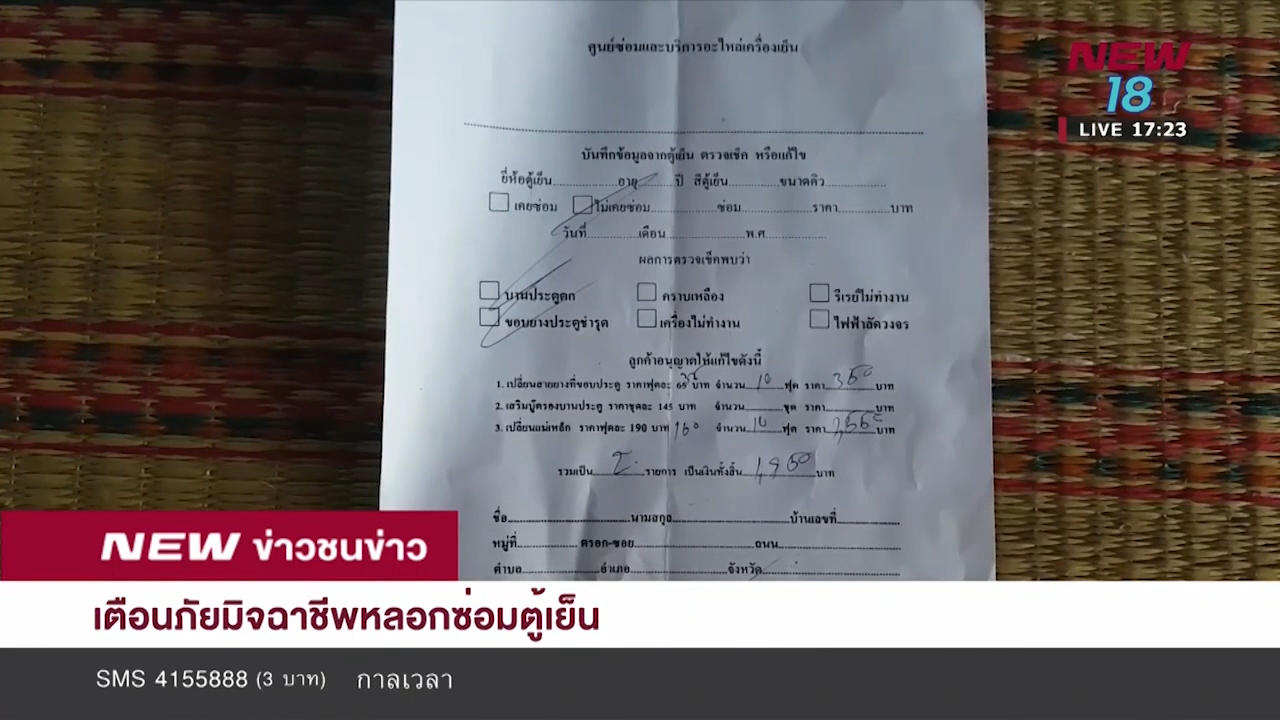 ศูนย์ซ่อมและบริการอะไหล่เครื่องเย็น
NEW
18
LIVE 17:23
บันทึกข้อมูลจากตู้เย็น ตรวจเช็ค หรือแก้ไข
ยี่ห้อตู้เย็น..............อายุ........ปี สีตู้เย็น............ขนาดคิว..............
เคยซ่อม ไม่เคยซ่อม..............ซ่อม..............ราคา..............บาท
วันที่............เดือน..................พ.ศ..............
ผลการตรวจเช็คพบว่า
บานประตูตก คราบเหลือง รีเรย์ไม่ทำงาน
ขอบยางประตูชำรุด เครื่องไม่ทำงาน ไฟฟ้าลัดวงจร
ลูกค้าอนุญาตให้แก้ไขดังนี้
1. เปลี่ยนสายยางที่ขอบประตู ราคาฟุตละ 65 บาท จำนวน 10 ฟุต ราคา 350 บาท
2. เสริมบู๊ตรองบานประตู ราคาชุดละ 145 บาท จำนวน........ชุด ราคา..........บาท
3. เปลี่ยนแม่เหล็ก ราคาฟุตละ 190 บาท 160 จำนวน 10 ฟุต ราคา บาท
รวมเป็น รายการ เป็นเงินทั้งสิ้น 1,950 บาท
ชื่อ..............................นามสกุล..............................บ้านเลขที่................
หมู่ที่..............ตรอก-ซอย..............................ถนน..............................
ตำบล....................อำเภอ........................จังหวัด..............................
NEW ข่าวชนข่าว
เตือนภัยมิจฉาชีพหลอกซ่อมตู้เย็น
SMS 4155888 (3 บาท) กาลเวลา